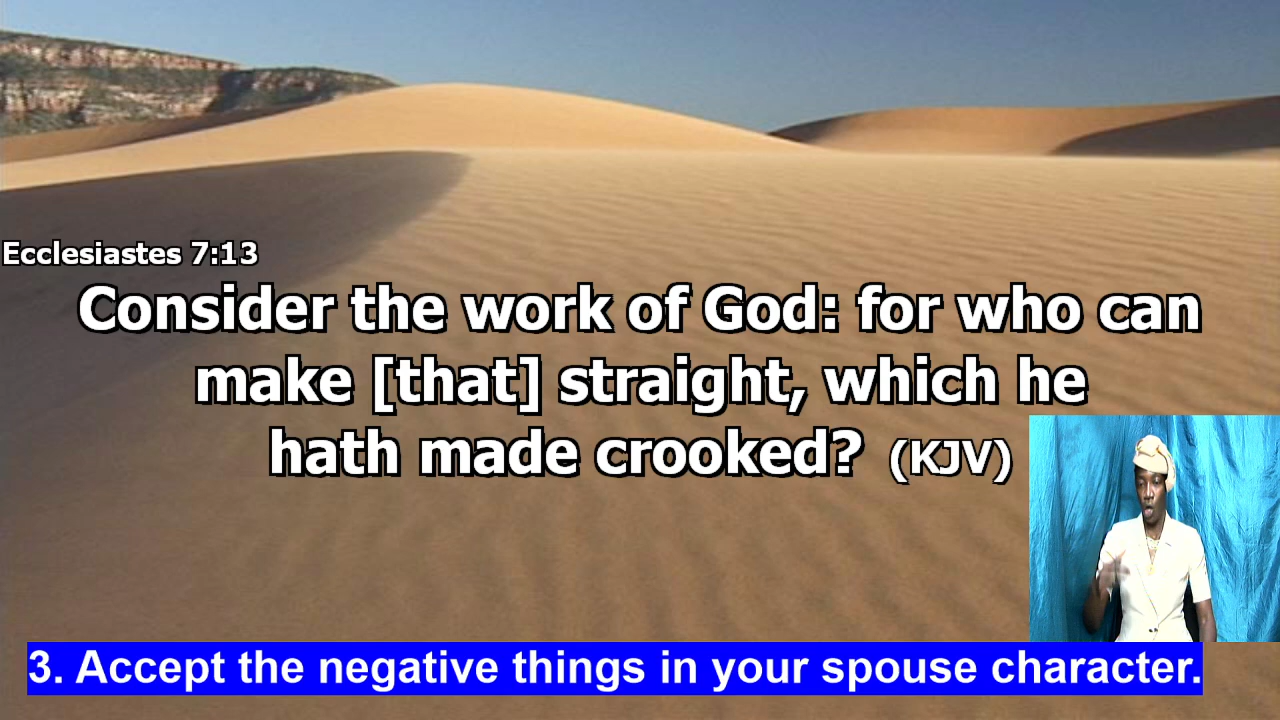 Ecclesiastes 7:13
Consider the work of God: for who can
make [that] straight, which he
hath made crooked? (KJV)
3. Accept the negative things in your spouse character.